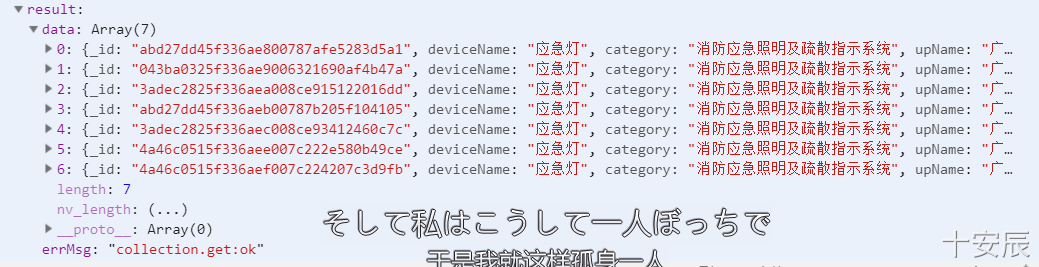 result:
data: Array(7)
0: {_id: "abd27dd45f336ae800787afe5283d5a1", deviceName: "应急灯", category: "消防应急照明及疏散指示系统", upName: "广…
1: {_id: "043ba0325f336ae9006321690af4b47a", deviceName: "应急灯", category: "消防应急照明及疏散指示系统", upName: "广…
2: {_id: "3adec2825f336aea008ce915122016dd", deviceName: "应急灯", category: "消防应急照明及疏散指示系统", upName: "广…
3: {_id: "abd27dd45f336aeb00787b205f104105", deviceName: "应急灯", category: "消防应急照明及疏散指示系统", upName: "广…
4: {_id: "3adec2825f336aec008ce93412460c7c", deviceName: "应急灯", category: "消防应急照明及疏散指示系统", upName: "广…
5: {_id: "4a46c0515f336aee007c222e580b49ce", deviceName: "应急灯", category: "消防应急照明及疏散指示系统", upName: "广…
6: {_id: "4a46c0515f336aef007c224207c3d9fb", deviceName: "应急灯", category: "消防应急照明及疏散指示系统", upName: "广…
length: 7
nv_length: (...)
__proto__: Array(0)
errMsg: "collection.get:ok"
そして私はこうして一人ぼっちで
于是我就这样孤身一人
十安辰